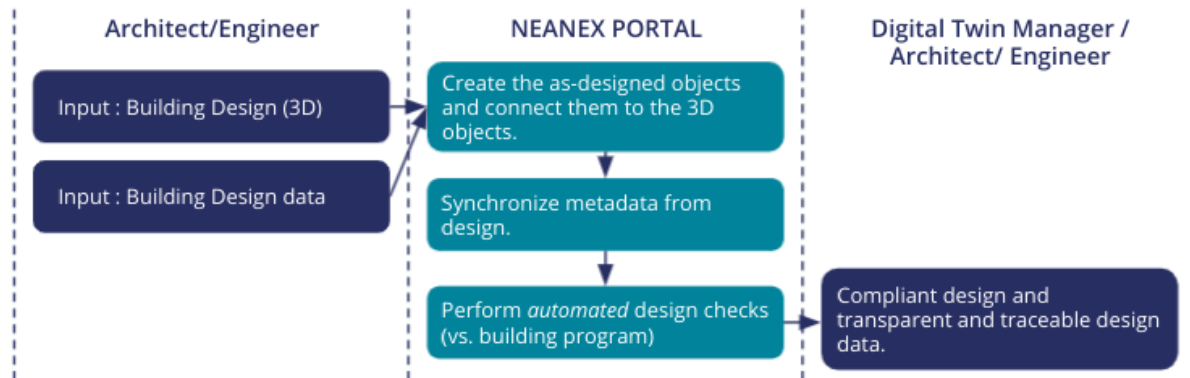 Architect/Engineer
Input : Building Design (3D)
Input : Building Design data
NEANEX PORTAL
Create the as-designed objects
and connect them to the 3D
objects.
Synchronize metadata from
design.
Perform automated design checks
(vs. building program)
Digital Twin Manager /
Architect/ Engineer
Compliant design and
transparent and traceable design
data.